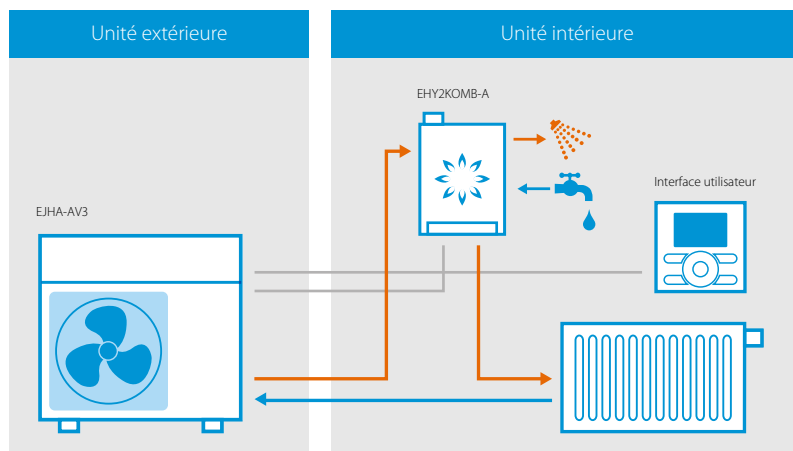 Unité extérieure
Unité intérieure
EHY2KOMB-A
Interface utilisateur
EJHA-AV3